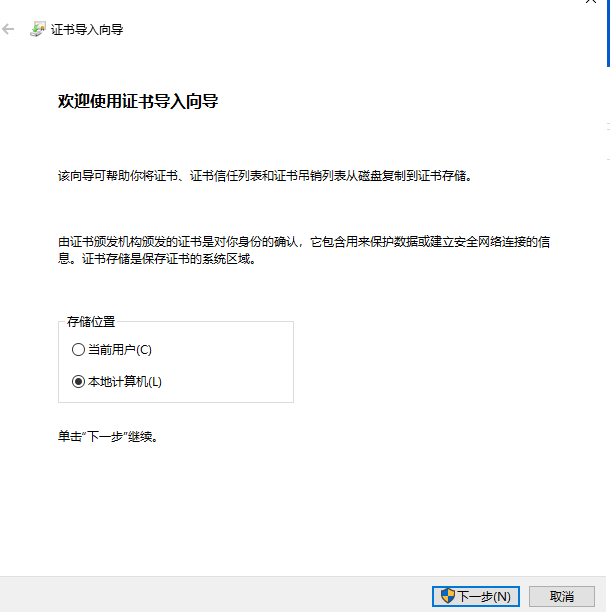 证书导入向导
欢迎使用证书导入向导
该向导可帮助你将证书、证书信任列表和证书吊销列表从磁盘复制到证书存储。
由证书颁发机构颁发的证书是对你身份的确认，它包含用来保护数据或建立安全网络连接的信
息。证书存储是保存证书的系统区域。
存储位置
当前用户(C)
本地计算机(L)
单击“下一步”继续。
下一步(N)
取消